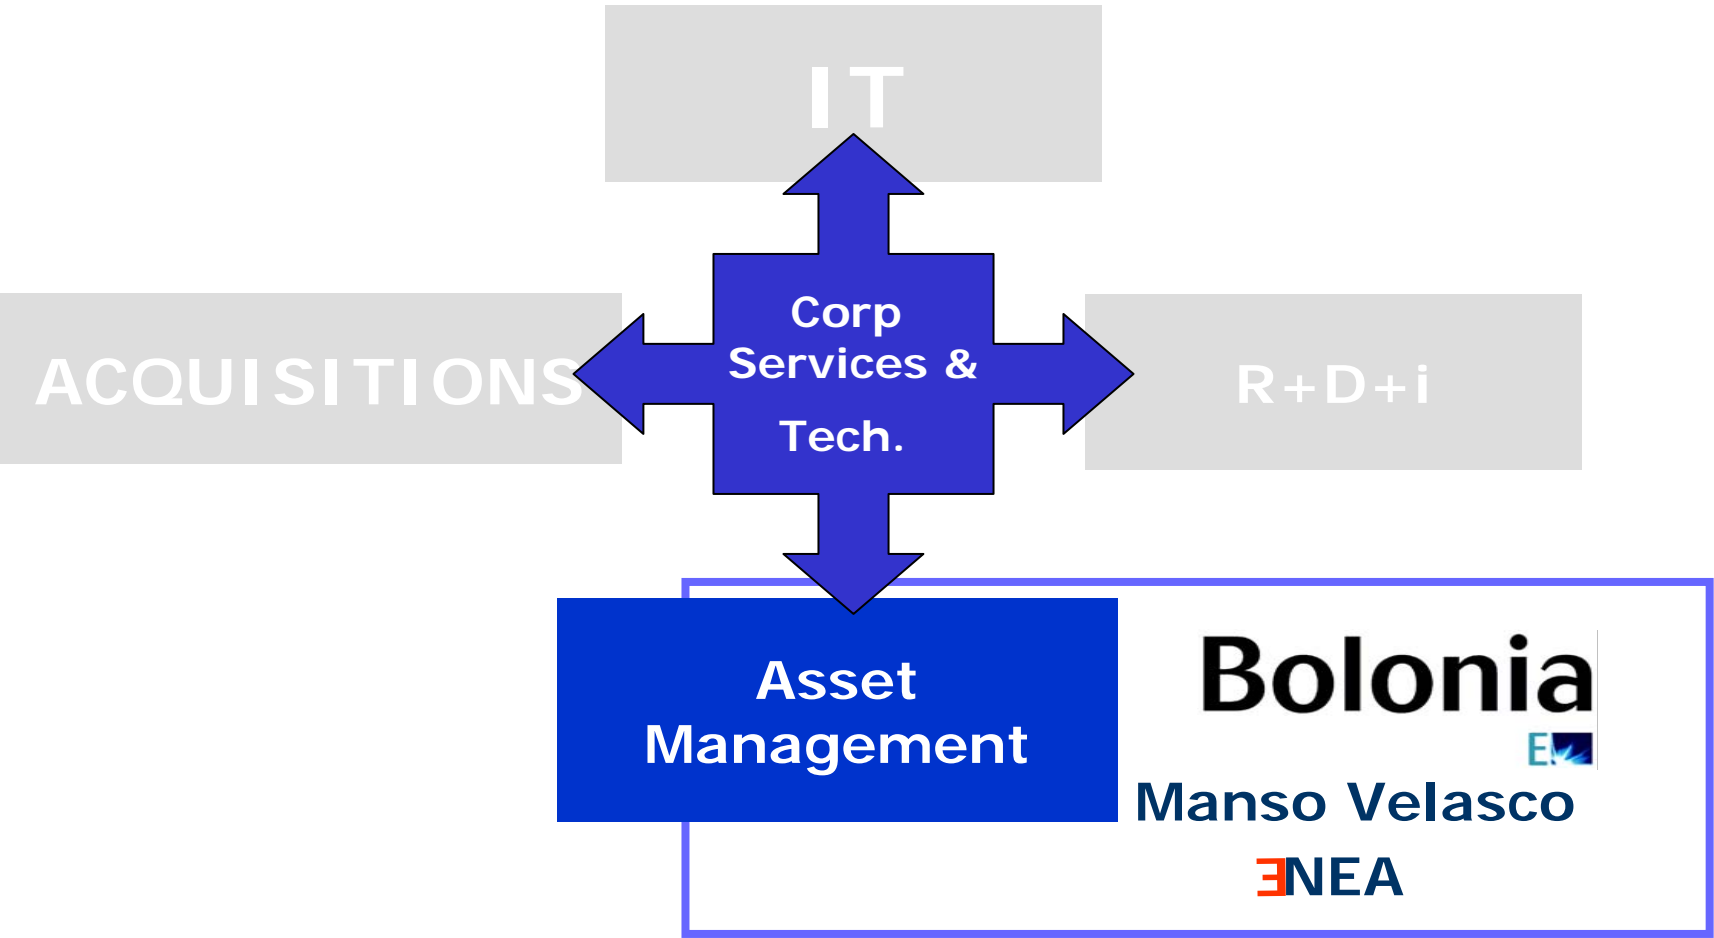 IT
ACQUISITIONS
Corp
Services &
Tech.
R+D+i
Asset
Management
Bolonia
E
Manso Velasco
ƎNEA